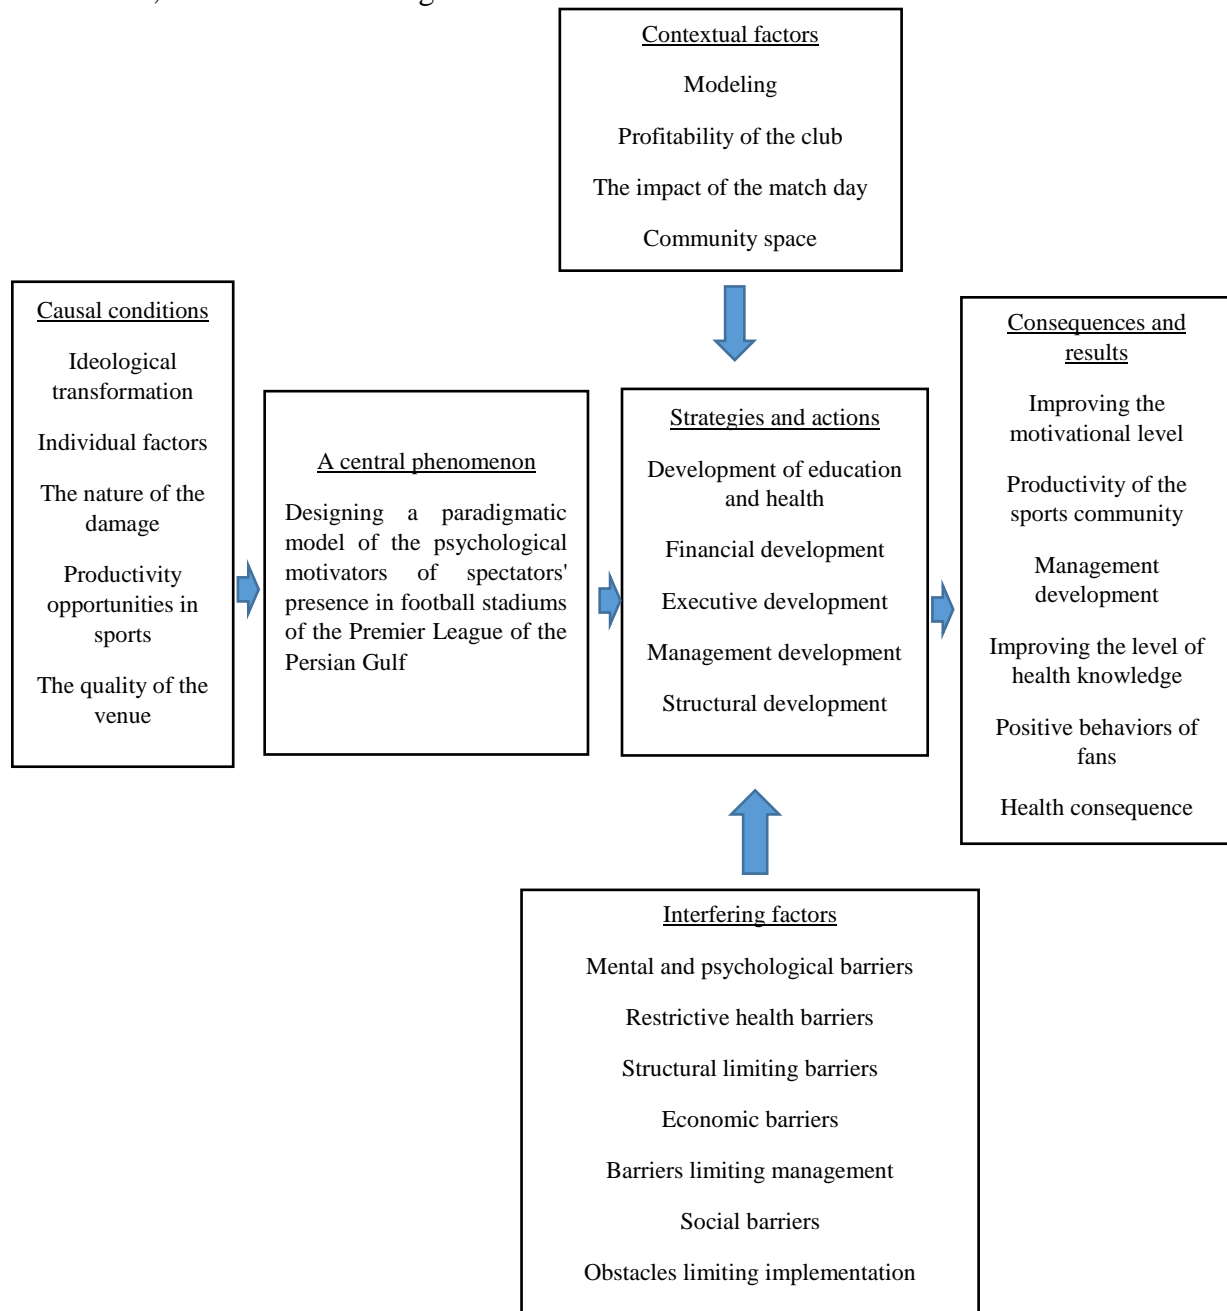 Contextual factors
Modeling
Profitability of the club
The impact of the match day
Community space
Causal conditions
Ideological
transformation
Individual factors
The nature of the
damage
Productivity
opportunities in
sports
The quality of the
venue
A central phenomenon
Designing a paradigmatic
model of the psychological
motivators of spectators'
presence in football stadiums
of the Premier League of the
Persian Gulf
Strategies and actions
Development of education
and health
Financial development
Executive development
Management development
Structural development
Consequences and
results
Improving the
motivational level
Productivity of the
sports community
Management
development
Improving the level of
health knowledge
Positive behaviors of
fans
Health consequence
Interfering factors
Mental and psychological barriers
Restrictive health barriers
Structural limiting barriers
Economic barriers
Barriers limiting management
Social barriers
Obstacles limiting implementation